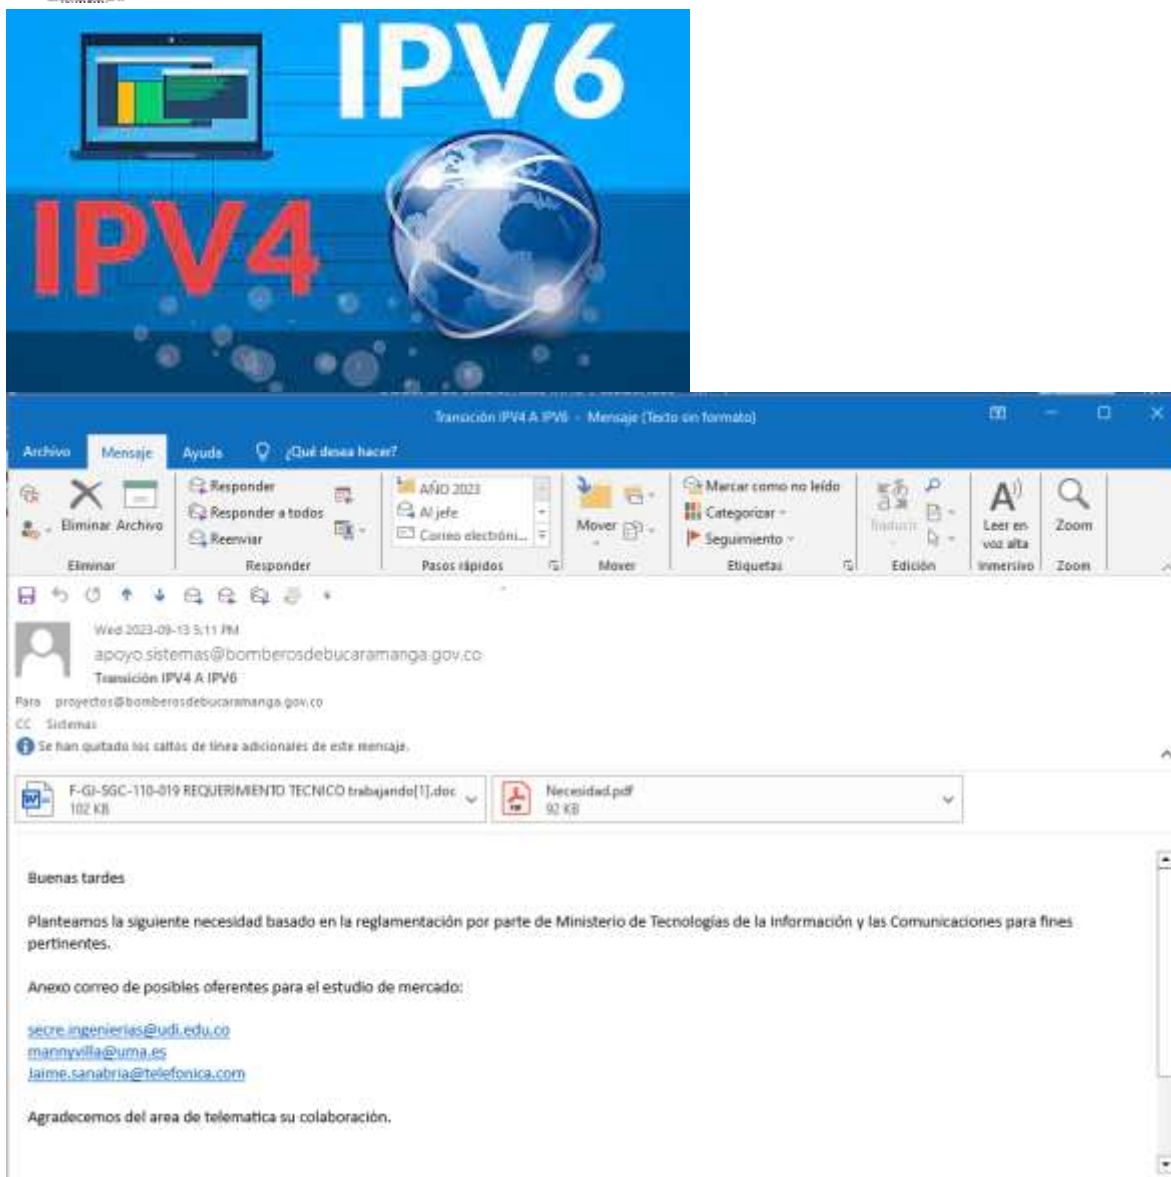 IPV6
IPV4
Transición IPV4 A IPV6 - Mensaje (Texto sin formato)
Archivo Mensaje Ayuda ¿Qué desea hacer?
Eliminar Archivo
Eliminar
Responder
Responder a todos
Reenviar
Responder
AÑO 2023
Al jefe
Correo electróni...
Pasos rápidos
Mover
Mover
Marcar como no leído
Categorizar
Seguimiento
Etiquetas
Traducir
Edición
Leer en
voz alta
Inmersivo
Zoom
Zoom
Wed 2023-09-13 5:11 PM
apoyo.sistemas@bomberosdebucaramanga.gov.co
Transición IPV4 A IPV6
Para proyectos@bomberosdebucaramanga.gov.co
CC Sistemas
Se han quitado los saltos de línea adicionales de este mensaje.
F-GJ-SGC-110-019 REQUERIMIENTO TECNICO trabajando[1].doc
102 KB
Necesidad.pdf
92 KB
Buenas tardes
Planteamos la siguiente necesidad basado en la reglamentación por parte de Ministerio de Tecnologías de la Información y las Comunicaciones para fines
pertinentes.
Anexo correo de posibles oferentes para el estudio de mercado:
secre.ingenierias@udi.edu.co
mannyvilla@uma.es
Jaime.sanabria@telefonica.com
Agradecemos del area de telematica su colaboración.